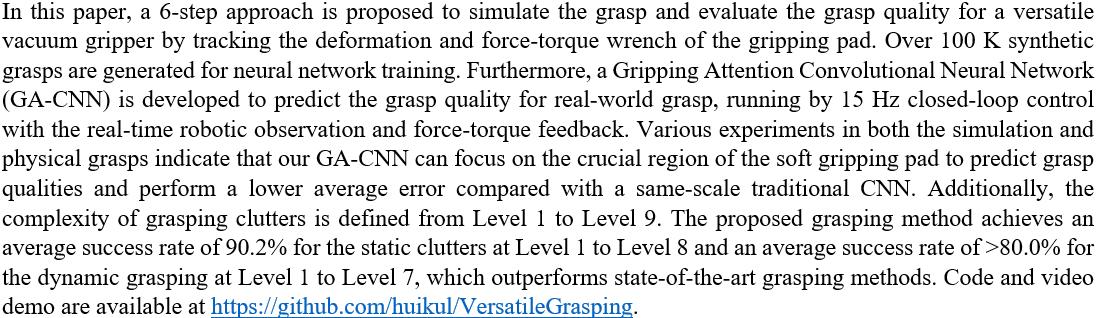 In this paper, a 6-step approach is proposed to simulate the grasp and evaluate the grasp quality for a versatile
vacuum gripper by tracking the deformation and force-torque wrench of the gripping pad. Over 100 K synthetic
grasps are generated for neural network training. Furthermore, a Gripping Attention Convolutional Neural Network
(GA-CNN) is developed to predict the grasp quality for real-world grasp, running by 15 Hz closed-loop control
with the real-time robotic observation and force-torque feedback. Various experiments in both the simulation and
physical grasps indicate that our GA-CNN can focus on the crucial region of the soft gripping pad to predict grasp
qualities and perform a lower average error compared with a same-scale traditional CNN. Additionally, the
complexity of grasping clutters is defined from Level 1 to Level 9. The proposed grasping method achieves an
average success rate of 90.2% for the static clutters at Level 1 to Level 8 and an average success rate of >80.0% for
the dynamic grasping at Level 1 to Level 7, which outperforms state-of-the-art grasping methods. Code and video
demo are available at https://github.com/huikul/VersatileGrasping.